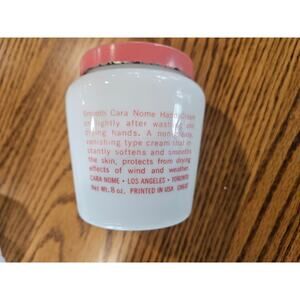 Smooth Cara Nome Hand Cream
on lightly after washing and
drying hands. A non-sticky,
vanishing type cream that in-
stantly softens and smooths
the skin, protects from drying
effects of wind and weather.
CARA NOME • LOS ANGELES • TORONTO
Net Wt. 8 oz. PRINTED IN USA